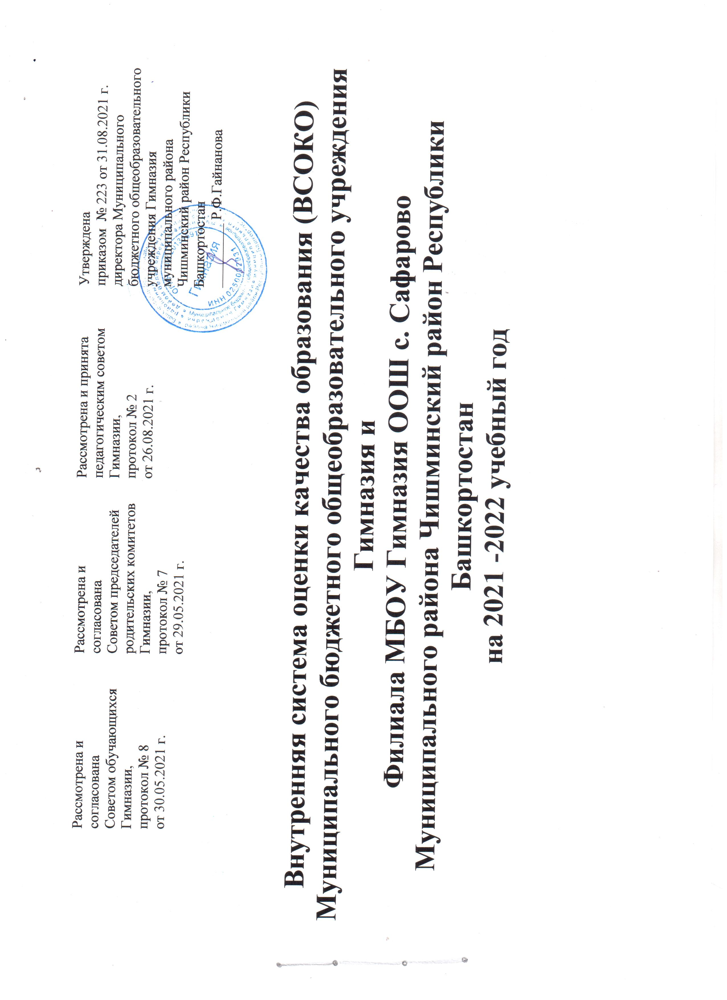 Рассмотрена и
согласована
Советом обучающихся
Гимназии,
протокол № 8
от 30.05.2021 г.
Рассмотрена и
согласована
Советом председателей
родительских комитетов
Гимназии,
протокол № 7
от 29.05.2021 г.
Рассмотрена и принята
педагогическим советом
Гимназии,
протокол № 2
от 26.08.2021 г.
Утверждена
приказом № 223 от 31.08.2021 г.
директора Муниципального
бюджетного общеобразовательного
учреждения Гимназия
муниципального района
Чишминский район Республики
Башкортостан
Р.Ф.Гайнанова
Гимназия
ИНН 0250002931
Внутренняя система оценки качества образования (ВСОКО)
Муниципального бюджетного общеобразовательного учреждения
Гимназия и
Филиала МБОУ Гимназия ООШ с. Сафарово
Муниципального района Чишминский район Республики
Башкортостан
на 2021 -2022 учебный год